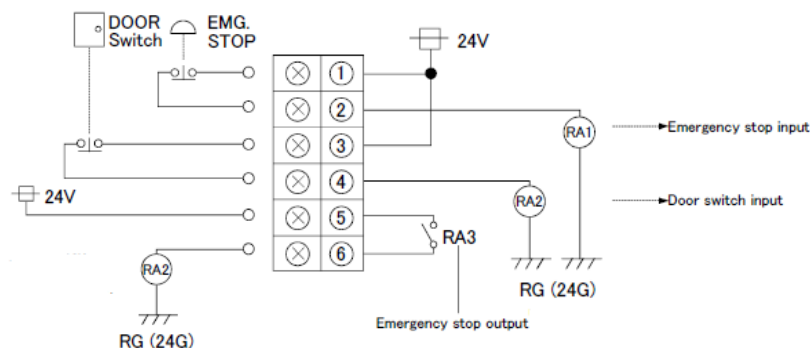 DOOR
Switch
EMG.
STOP
24V
1
2
3
4
5
6
RA1
Emergency stop input
RA2
Door switch input
24V
RA3
RA2
RG (24G)
Emergency stop output
RG (24G)